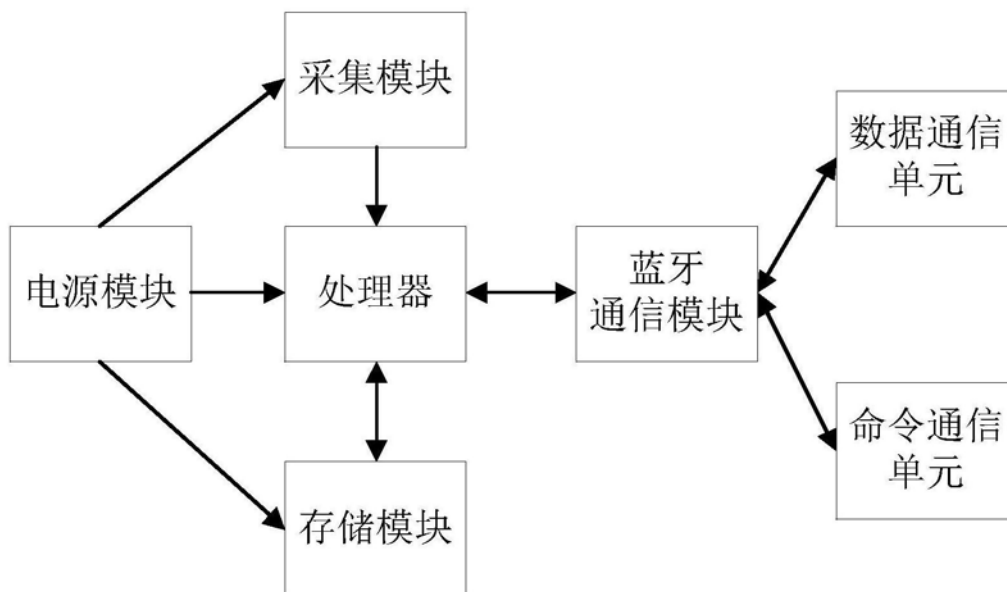 采集模块
数据通信
单元
电源模块
处理器
蓝牙
通信模块
命令通信
单元
存储模块